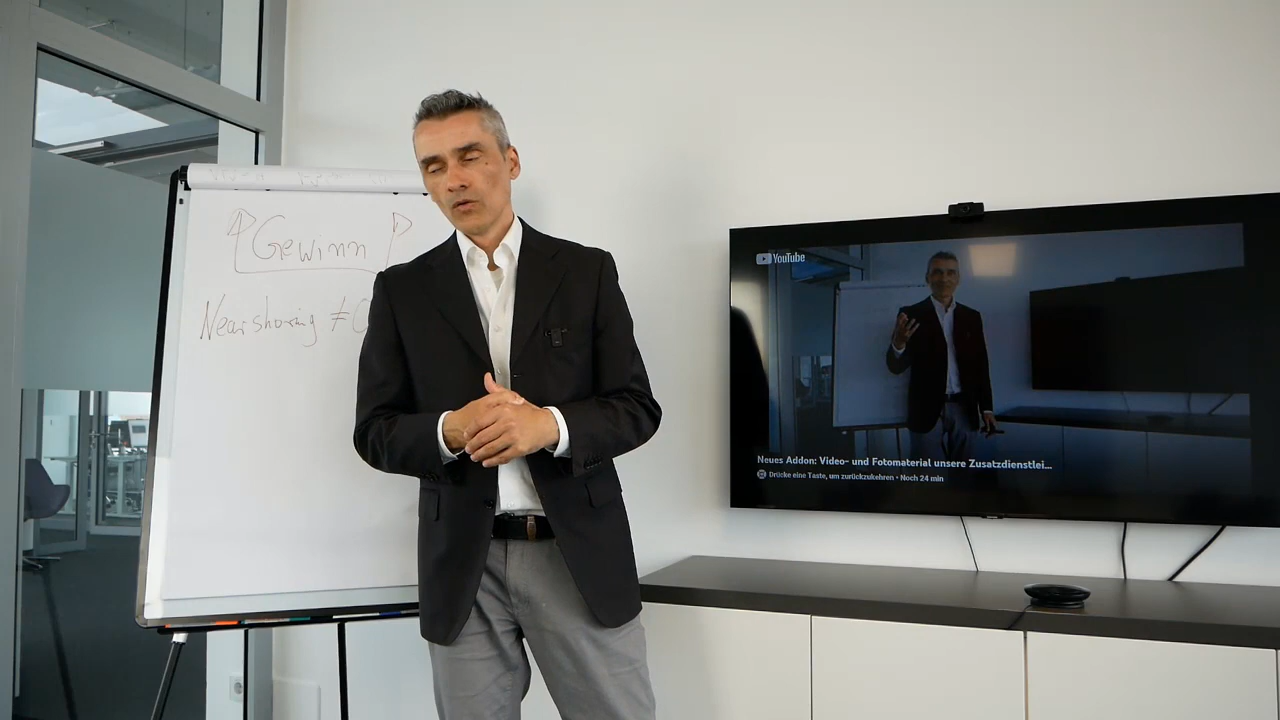 Gewinn
Nearshoring ≠
YouTube
Neues Addon: Video- und Fotomaterial unsere Zusatzdienstlei...
Drücke eine Taste, um zurückzukehren • Noch 24 min